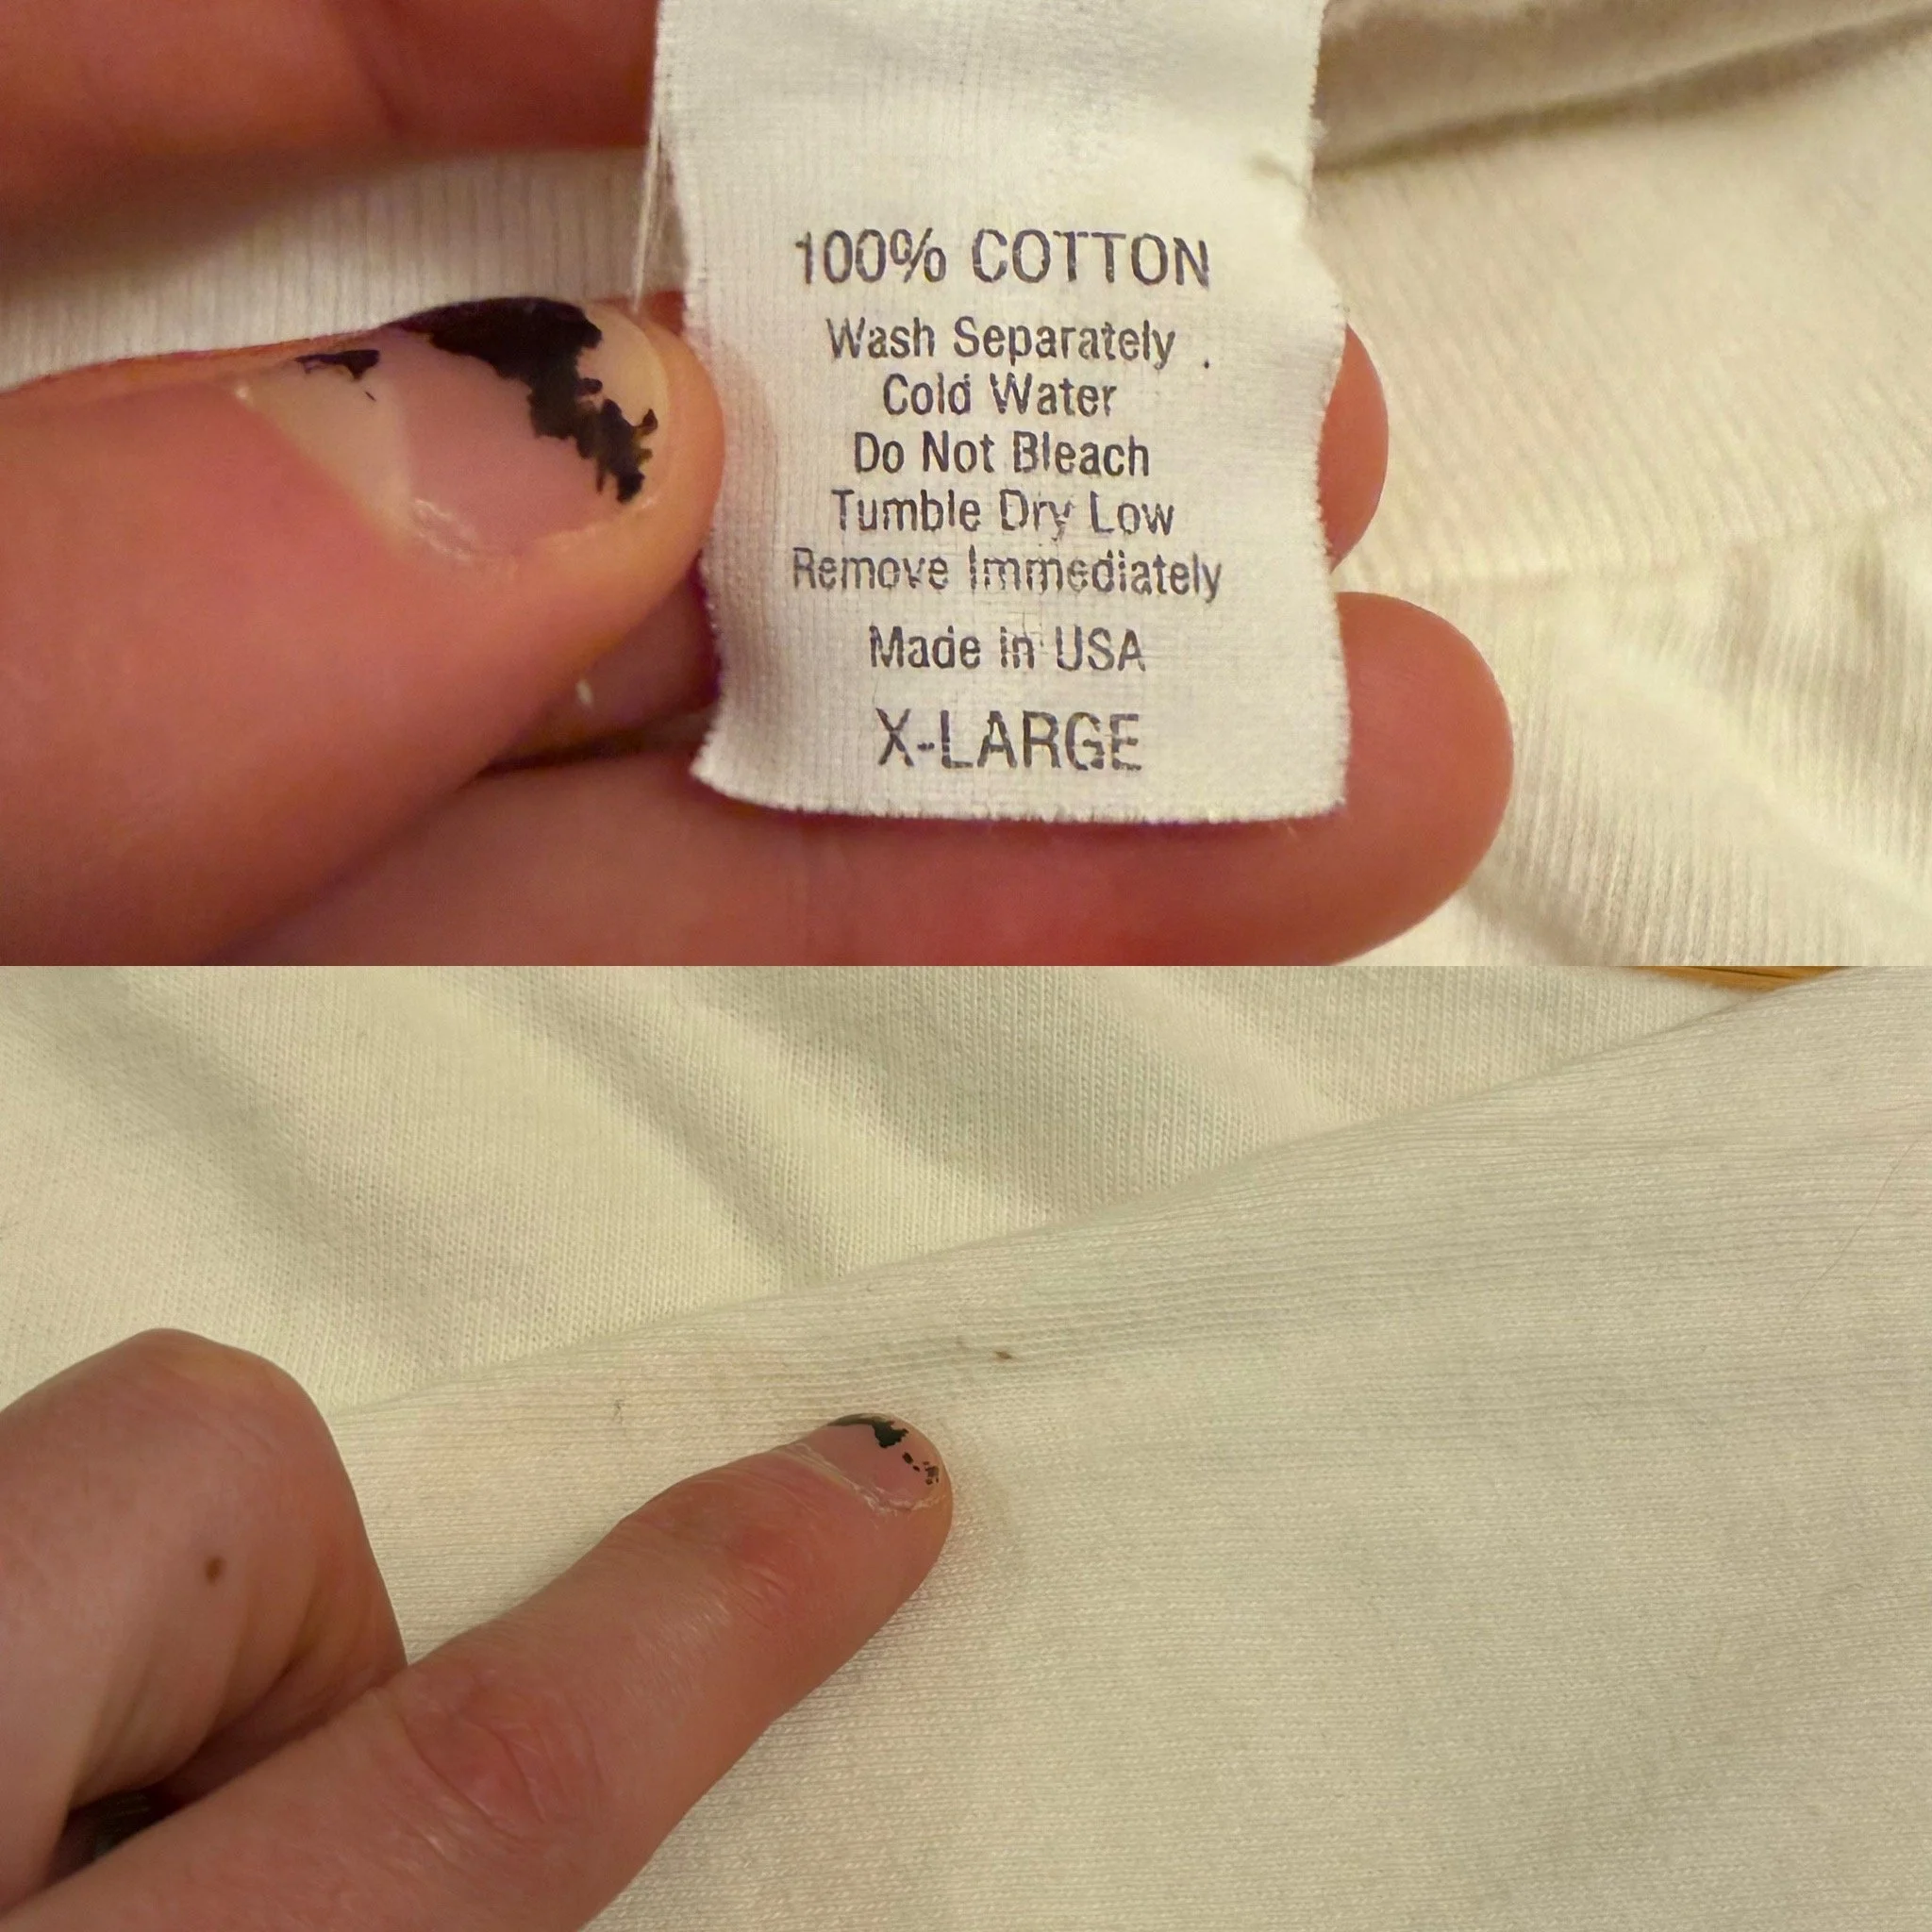 100% COTTON
Wash Separately
Cold Water
Do Not Bleach
Tumble Dry Low
Remove Immediately
Made in USA
X-LARGE